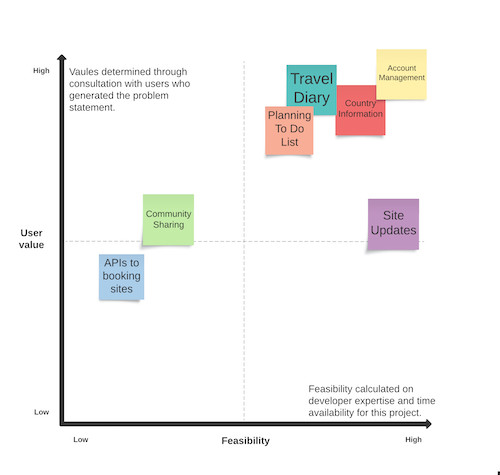 High
Vaules determined through
consultation with users who
generated the problem
statement.
Account
Management
Travel
Diary
Country
Information
Planning
To Do
List
Community
Sharing
Site
Updates
User
value
APIs to
booking
sites
Feasibility calculated on
developer expertise and time
availability for this project.
Low
Low
Feasibility
High